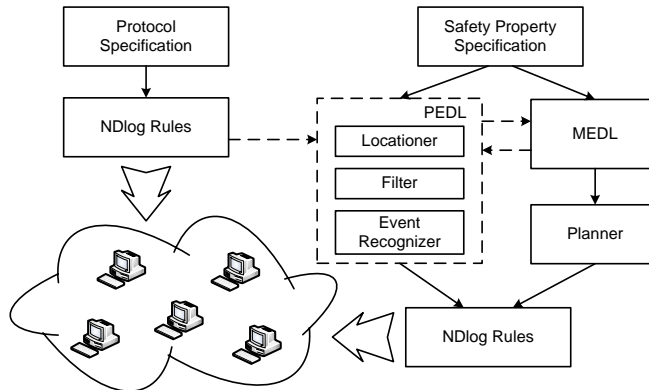 Protocol
Specification
Safety Property
Specification
NDlog Rules
PEDL
Locationer
Filter
Event
Recognizer
MEDL
Planner
NDlog Rules